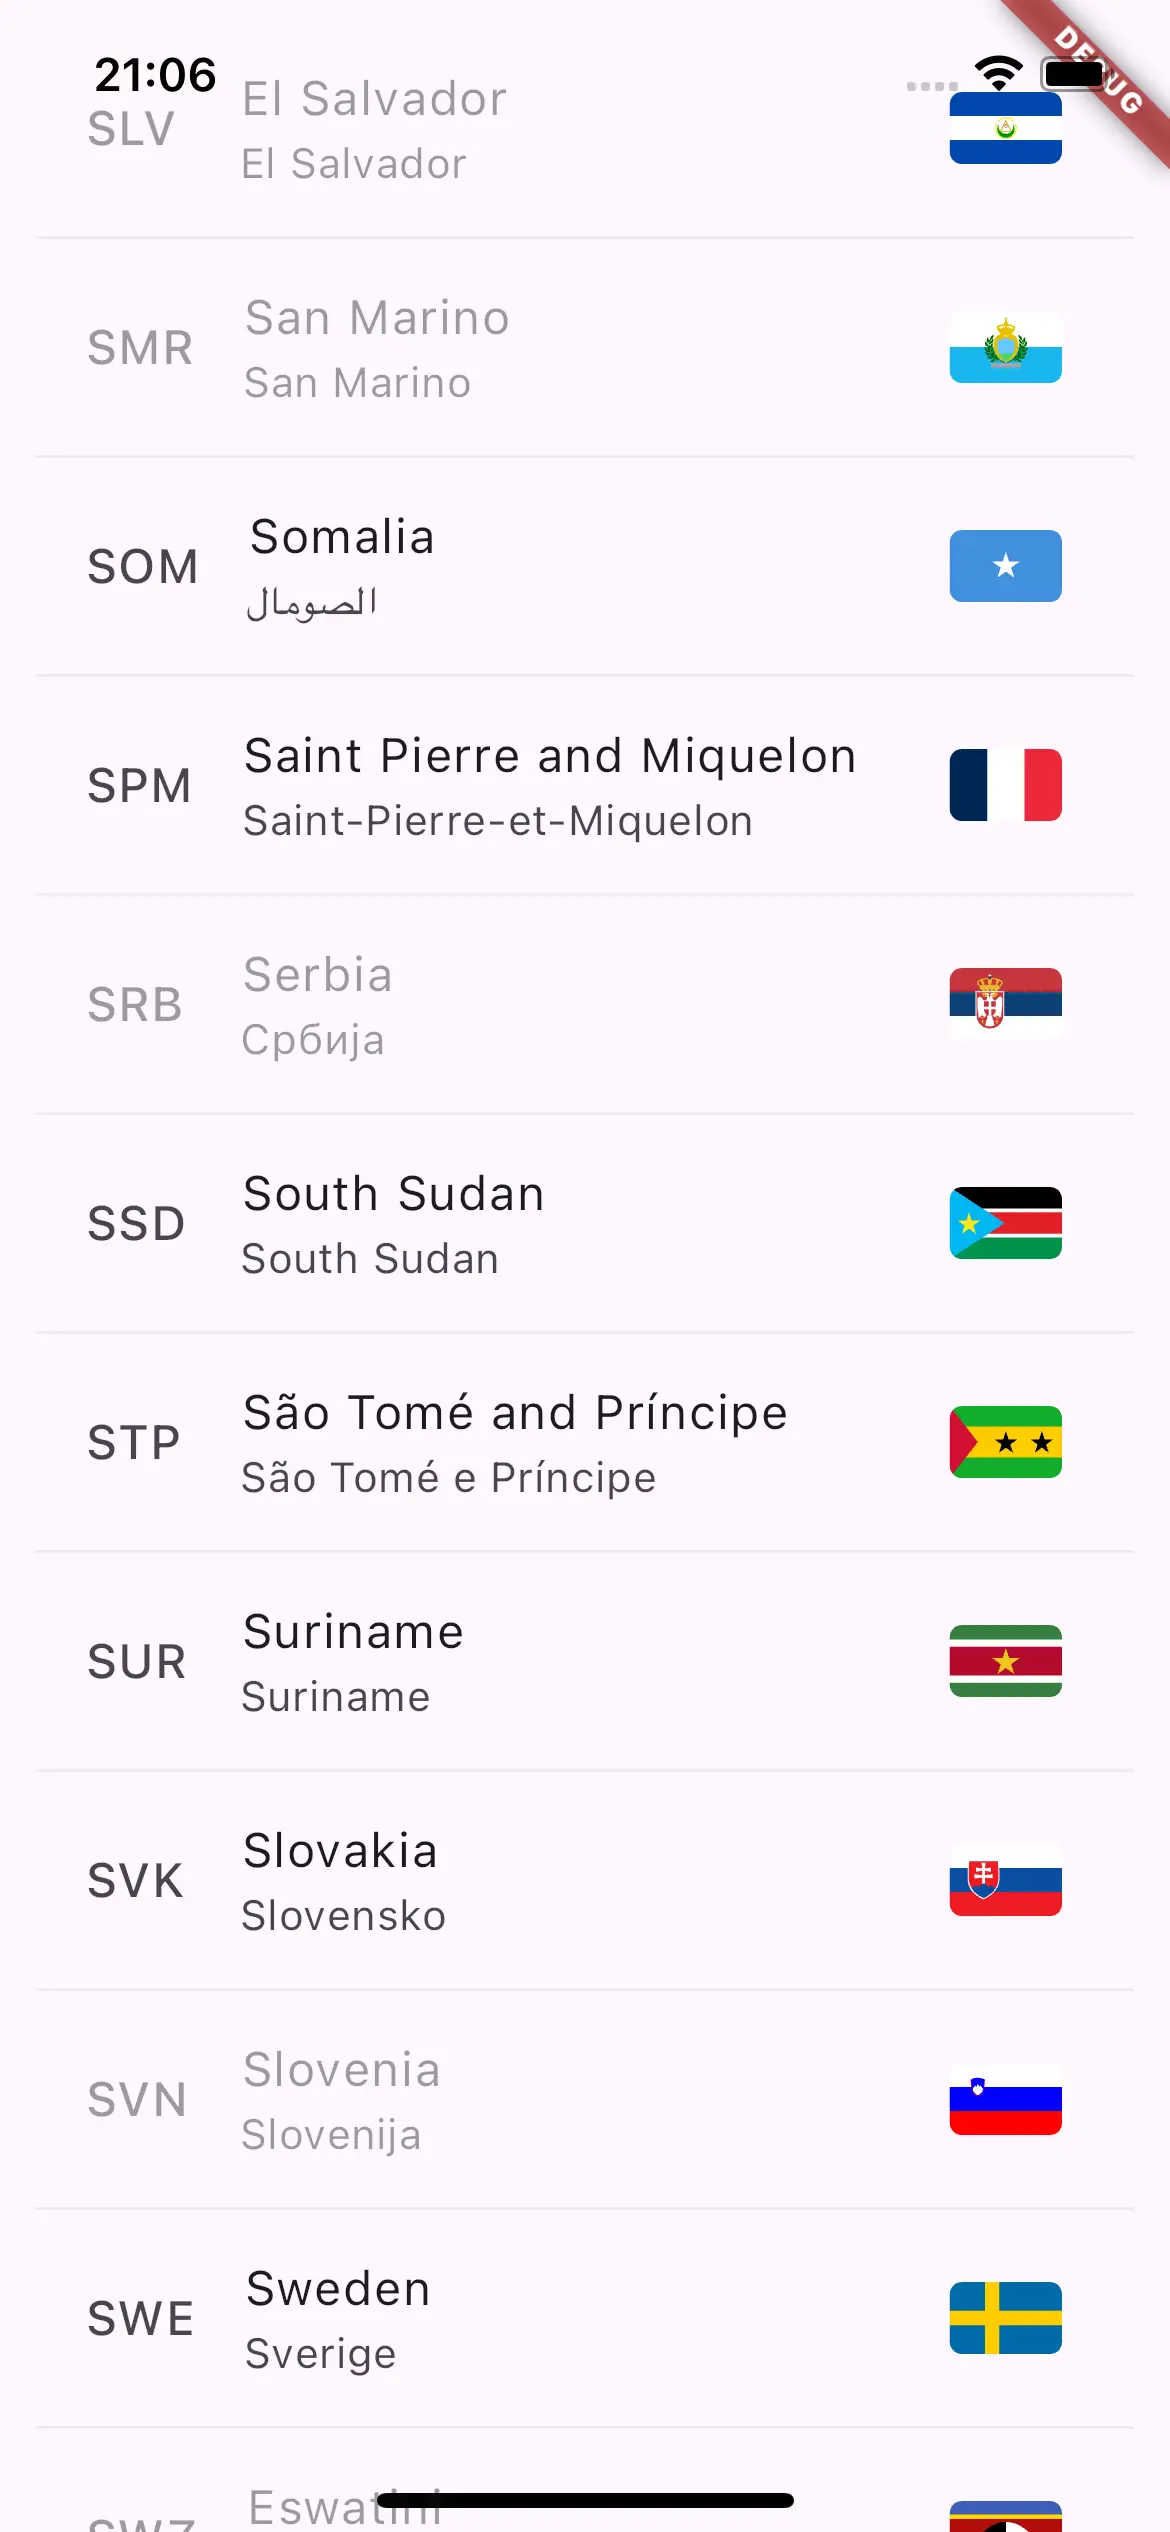 21:06
DEBUG
SLV
El Salvador
El Salvador
SMR
San Marino
San Marino
SOM
Somalia
الصومال
SPM
Saint Pierre and Miquelon
Saint-Pierre-et-Miquelon
SRB
Serbia
Србија
SSD
South Sudan
South Sudan
STP
São Tomé and Príncipe
São Tomé e Príncipe
SUR
Suriname
Suriname
SVK
Slovakia
Slovensko
SVN
Slovenia
Slovenija
SWE
Sweden
Sverige
SWZ
Eswatini